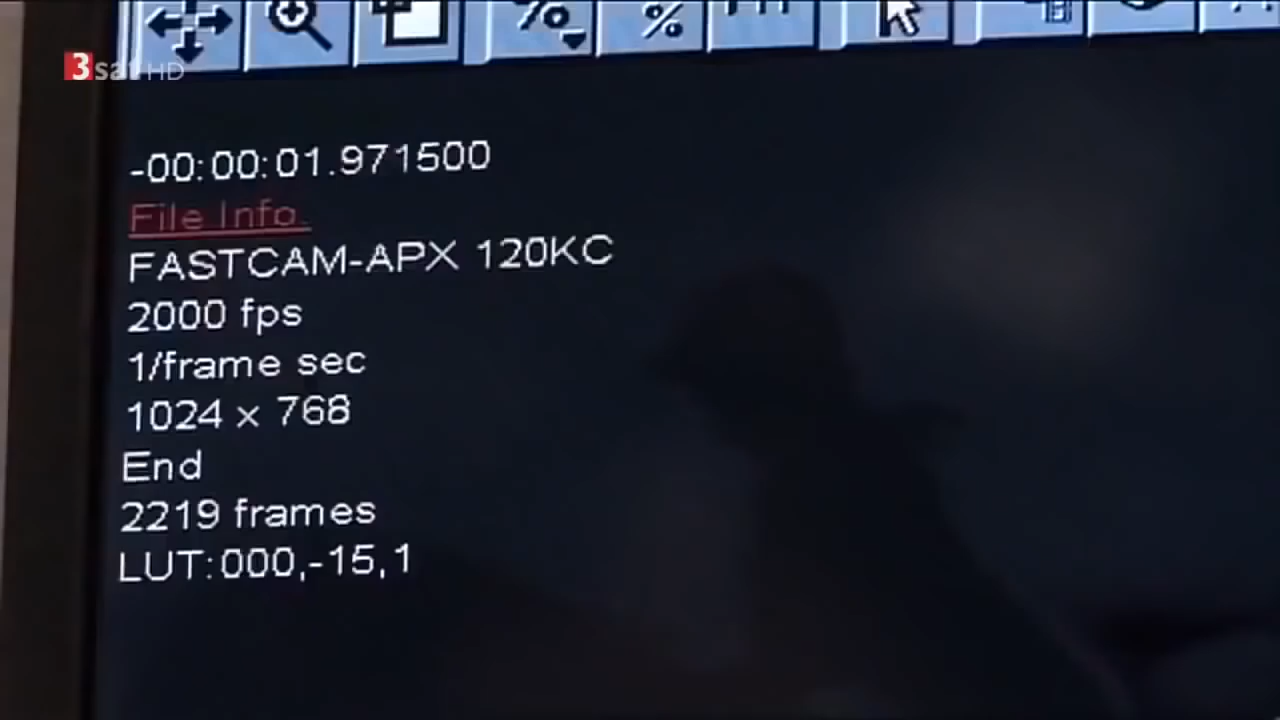 3sat HD
-00:00:01.971500
File Info.
FASTCAM-APX 120KC
2000 fps
1/frame sec
1024 x 768
End
2219 frames
LUT:000,-15,1